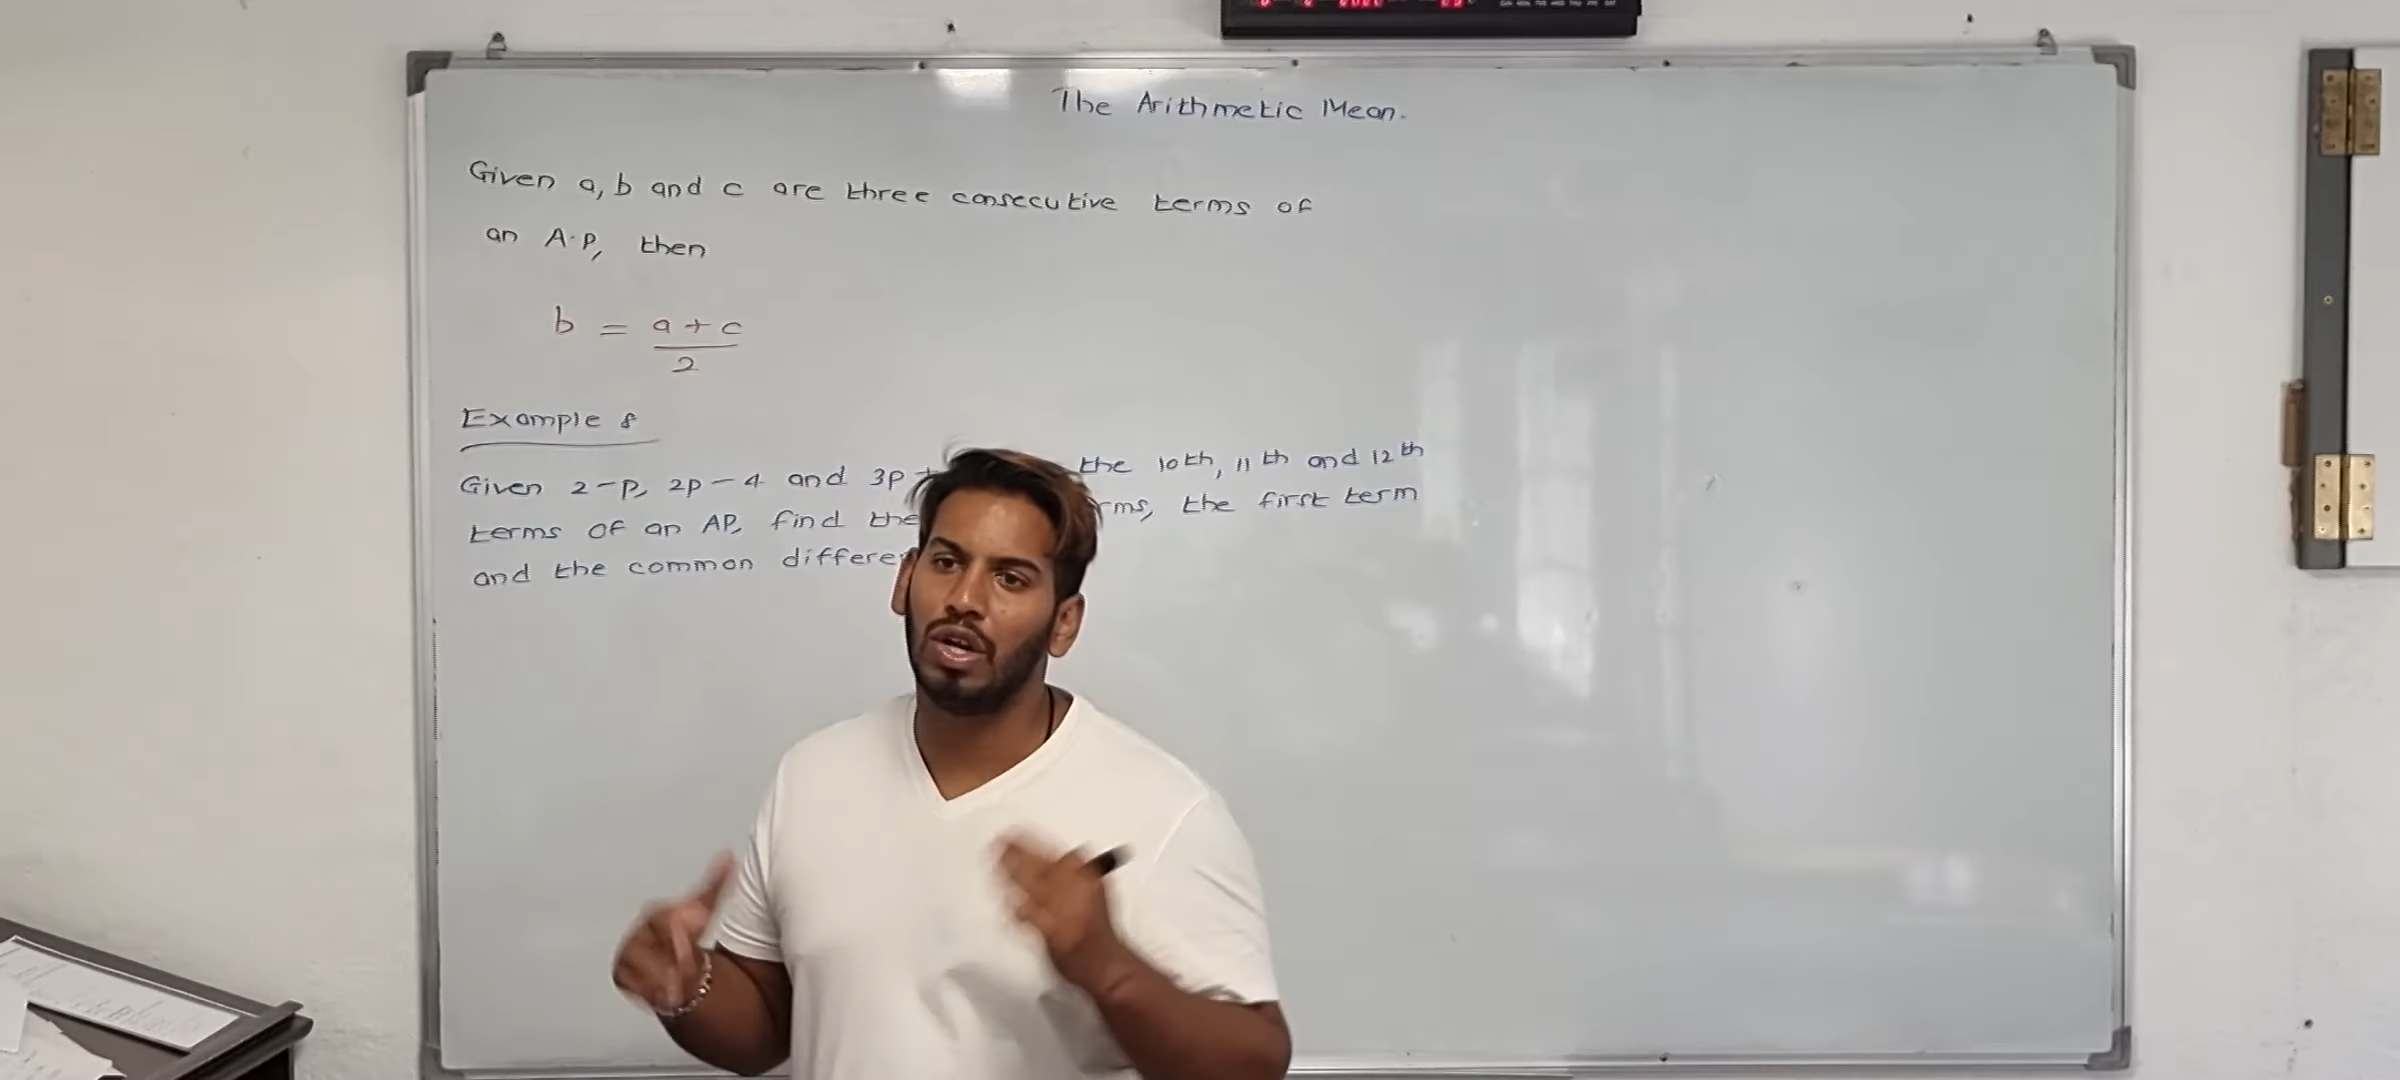 The Arithmetic Mean.
Given a, b and c are three consecutive terms of
an A.P, then
b = a + c / 2
Example 8
Given 2-p, 2p-4 and 3p + the 10th, 11th and 12th
terms of an AP, find the rms, the first term
and the common differen